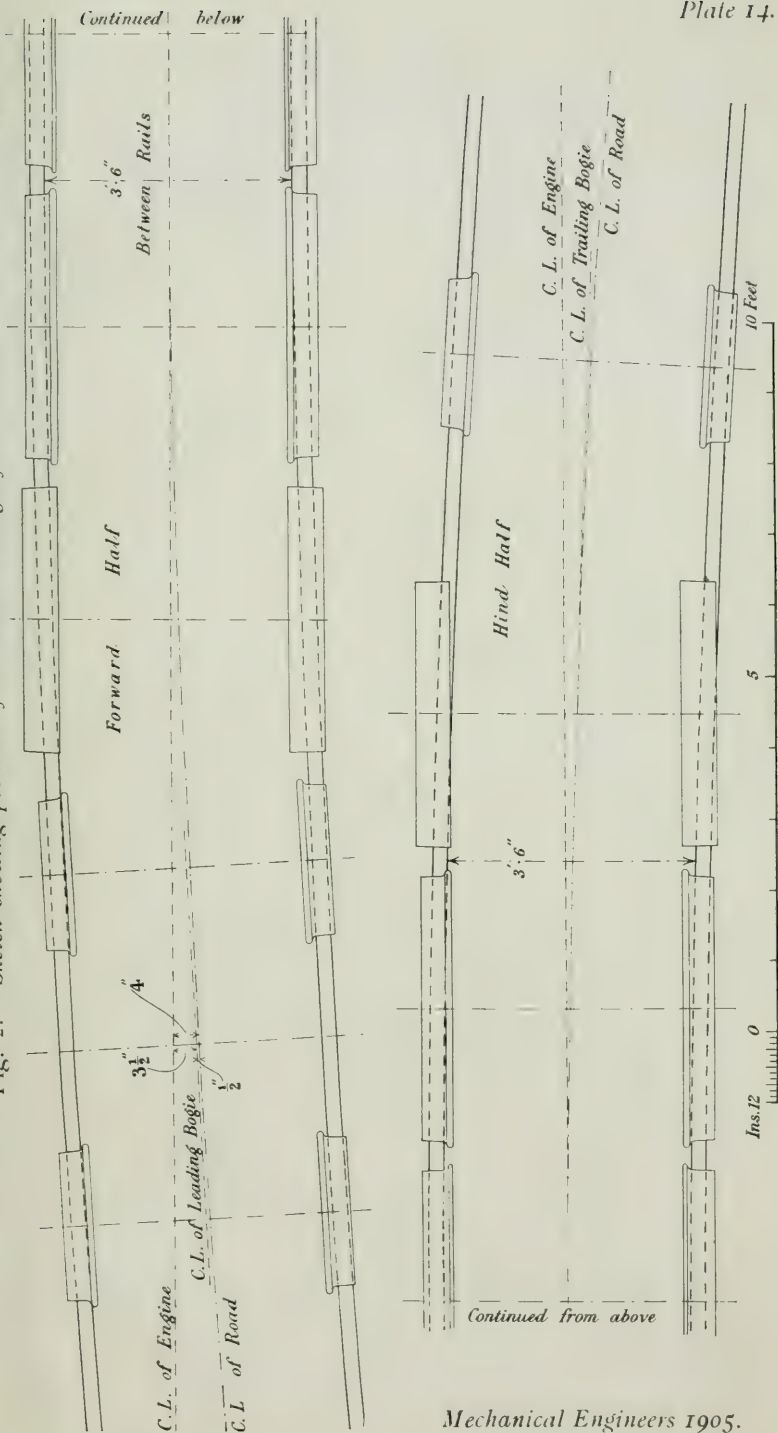 Plate 14.
Continued below
3'.6"
Between Rails
Forward Half
3½"
4"
½"
C.L. of Leading Bogie
C.L. of Engine
C.L of Road
C. L. of Engine
C. L. of Trailing Bogie
C. L. of Road
Hind Half
3'.6"
Continued from above
Ins.12 0 5 10 Feet
Mechanical Engineers 1905.